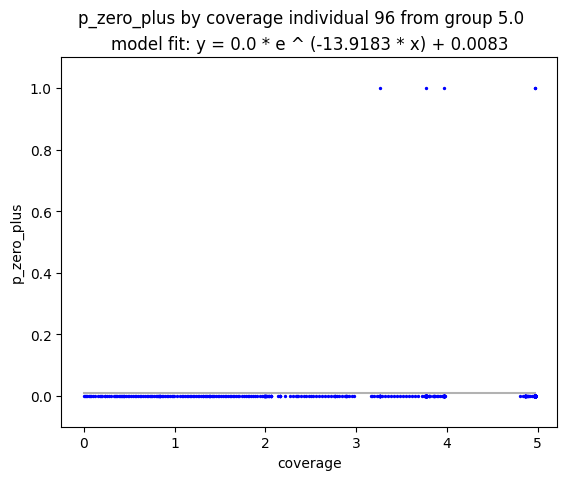 p_zero_plus by coverage individual 96 from group 5.0
model fit: y = 0.0 * e ^ (-13.9183 * x) + 0.0083
1.0
0.8
0.6
0.4
0.2
0.0
p_zero_plus
0 1 2 3 4 5
coverage